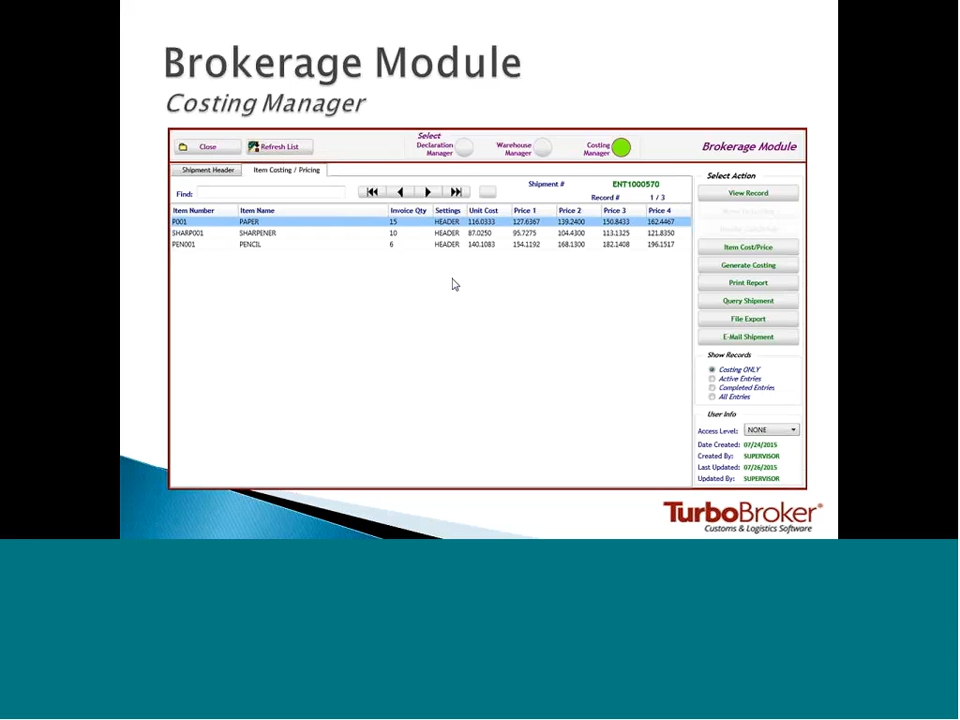 Brokerage Module
Costing Manager
Close
Refresh List
Select
Declaration Manager
Warehouse Manager
Costing Manager
Brokerage Module
Shipment Header
Item Costing / Pricing
Find:
Shipment #
ENT1000570
Record #
1 / 3
Item Number Item Name Invoice Qty Settings Unit Cost Price 1 Price 2 Price 3 Price 4
P001 PAPER 15 HEADER 116.0333 127.6367 139.2400 150.8433 162.4467
SHARP001 SHARPENER 10 HEADER 87.0250 95.7275 104.4300 113.1325 121.8350
PEN001 PENCIL 6 HEADER 140.1083 154.1192 168.1300 182.1408 196.1517
Select Action
View Record
Item Cost/Price
Generate Costing
Print Report
Query Shipment
File Export
E-Mail Shipment
Show Records
Costing ONLY
Active Entries
Completed Entries
All Entries
User Info
Access Level: NONE
Date Created: 07/24/2015
Created By: SUPERVISOR
Last Updated: 07/26/2015
Updated By: SUPERVISOR
TurboBroker®
Customs & Logistics Software